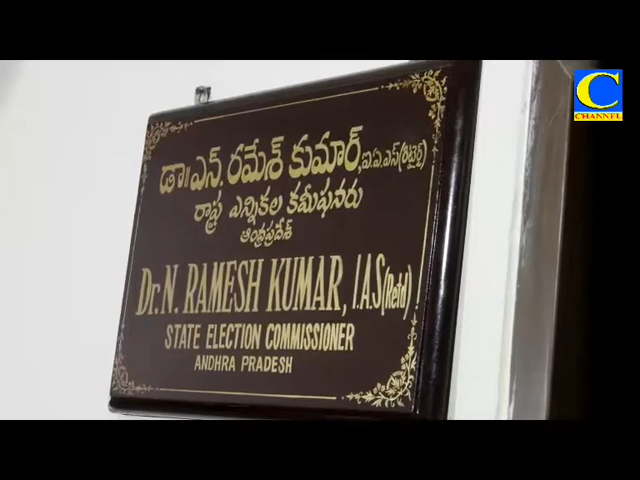 డా॥ఎన్. రమేశ్ కుమార్,ఐ.ఏ.ఎస్(రిటైర్డ్)
రాష్ట్ర ఎన్నికల కమీషనరు
ఆంధ్రప్రదేశ్
Dr.N. RAMESH KUMAR, I.A.S(Retd)
STATE ELECTION COMMISSIONER
ANDHRA PRADESH
C
CHANNEL